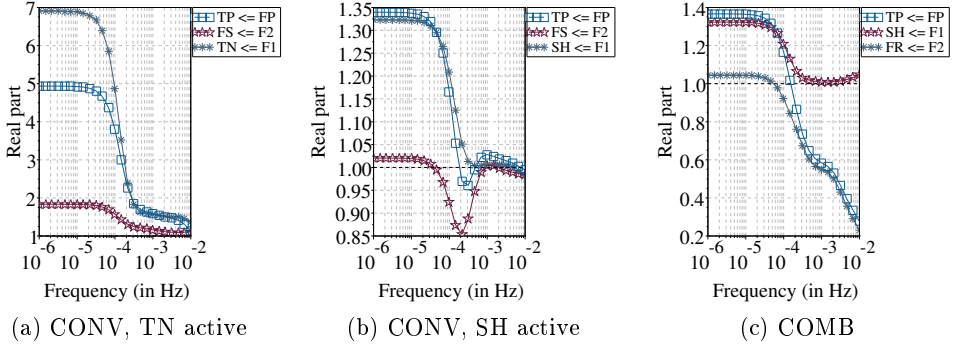 7
6
5
4
3
2
1
Real part
10 -6 10 -5 10 -4 10 -3 10 -2
Frequency (in Hz)
TP <= FP
FS <= F2
TN <= F1
(a) CONV, TN active
1.35
1.30
1.25
1.20
1.15
1.10
1.05
1.00
0.95
0.90
0.85
Real part
10 -6 10 -5 10 -4 10 -3 10 -2
Frequency (in Hz)
TP <= FP
FS <= F2
SH <= F1
(b) CONV, SH active
1.4
1.2
1.0
0.8
0.6
0.4
0.2
Real part
10 -6 10 -5 10 -4 10 -3 10 -2
Frequency (in Hz)
TP <= FP
SH <= F1
FR <= F2
(c) COMB